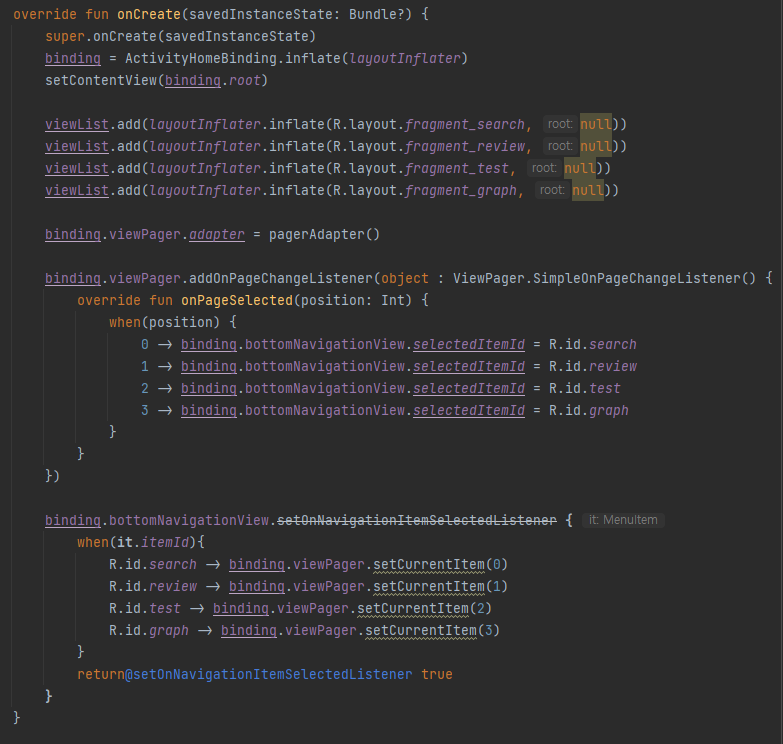 override fun onCreate(savedInstanceState: Bundle?) {
    super.onCreate(savedInstanceState)
    binding = ActivityHomeBinding.inflate(layoutInflater)
    setContentView(binding.root)

    viewList.add(layoutInflater.inflate(R.layout.fragment_search, root: null))
    viewList.add(layoutInflater.inflate(R.layout.fragment_review, root: null))
    viewList.add(layoutInflater.inflate(R.layout.fragment_test, root: null))
    viewList.add(layoutInflater.inflate(R.layout.fragment_graph, root: null))

    binding.viewPager.adapter = pagerAdapter()

    binding.viewPager.addOnPageChangeListener(object : ViewPager.SimpleOnPageChangeListener() {
        override fun onPageSelected(position: Int) {
            when(position) {
                0 -> binding.bottomNavigationView.selectedItemId = R.id.search
                1 -> binding.bottomNavigationView.selectedItemId = R.id.review
                2 -> binding.bottomNavigationView.selectedItemId = R.id.test
                3 -> binding.bottomNavigationView.selectedItemId = R.id.graph
            }
        }
    })

    binding.bottomNavigationView.setOnNavigationItemSelectedListener { it: MenuItem
        when(it.itemId){
            R.id.search -> binding.viewPager.setCurrentItem(0)
            R.id.review -> binding.viewPager.setCurrentItem(1)
            R.id.test -> binding.viewPager.setCurrentItem(2)
            R.id.graph -> binding.viewPager.setCurrentItem(3)
        }
        return@setOnNavigationItemSelectedListener true
    }
}